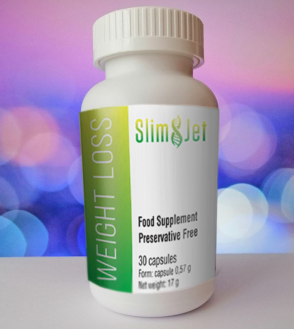 WEIGHT LOSS
Slim Jet
Food Supplement
Preservative Free
30 capsules
Form: capsule 0,57 g
Net weight: 17 g